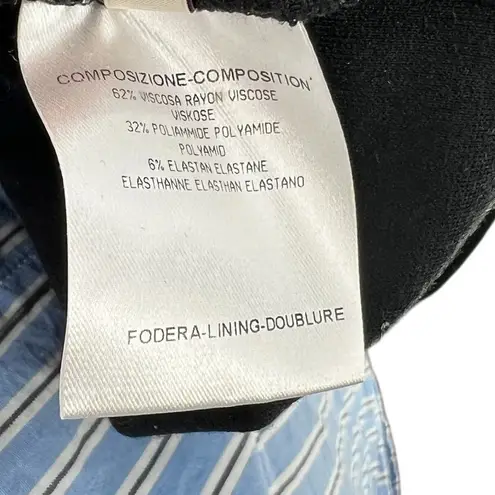 COMPOSIZIONE-COMPOSITION
62% VISCOSA RAYON VISCOSE
VISKOSE
32% POLIAMMIDE POLYAMIDE
POLYAMID
6% ELASTAN ELASTANE
ELASTHANNE ELASTHAN ELASTANO
FODERA-LINING-DOUBLURE